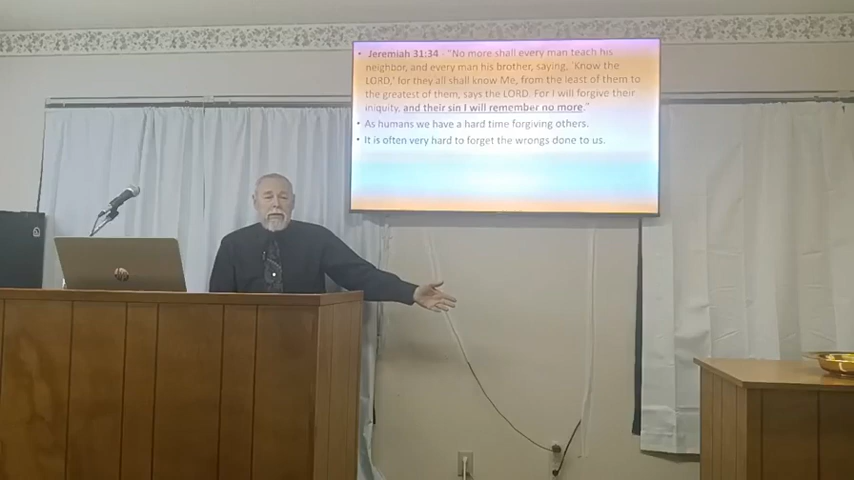 • Jeremiah 31:34 - "No more shall every man teach his
neighbor, and every man his brother, saying, 'Know the
LORD,' for they all shall know Me, from the least of them to
the greatest of them, says the LORD. For I will forgive their
iniquity, and their sin I will remember no more."
• As humans we have a hard time forgiving others.
• It is often very hard to forget the wrongs done to us.
hp